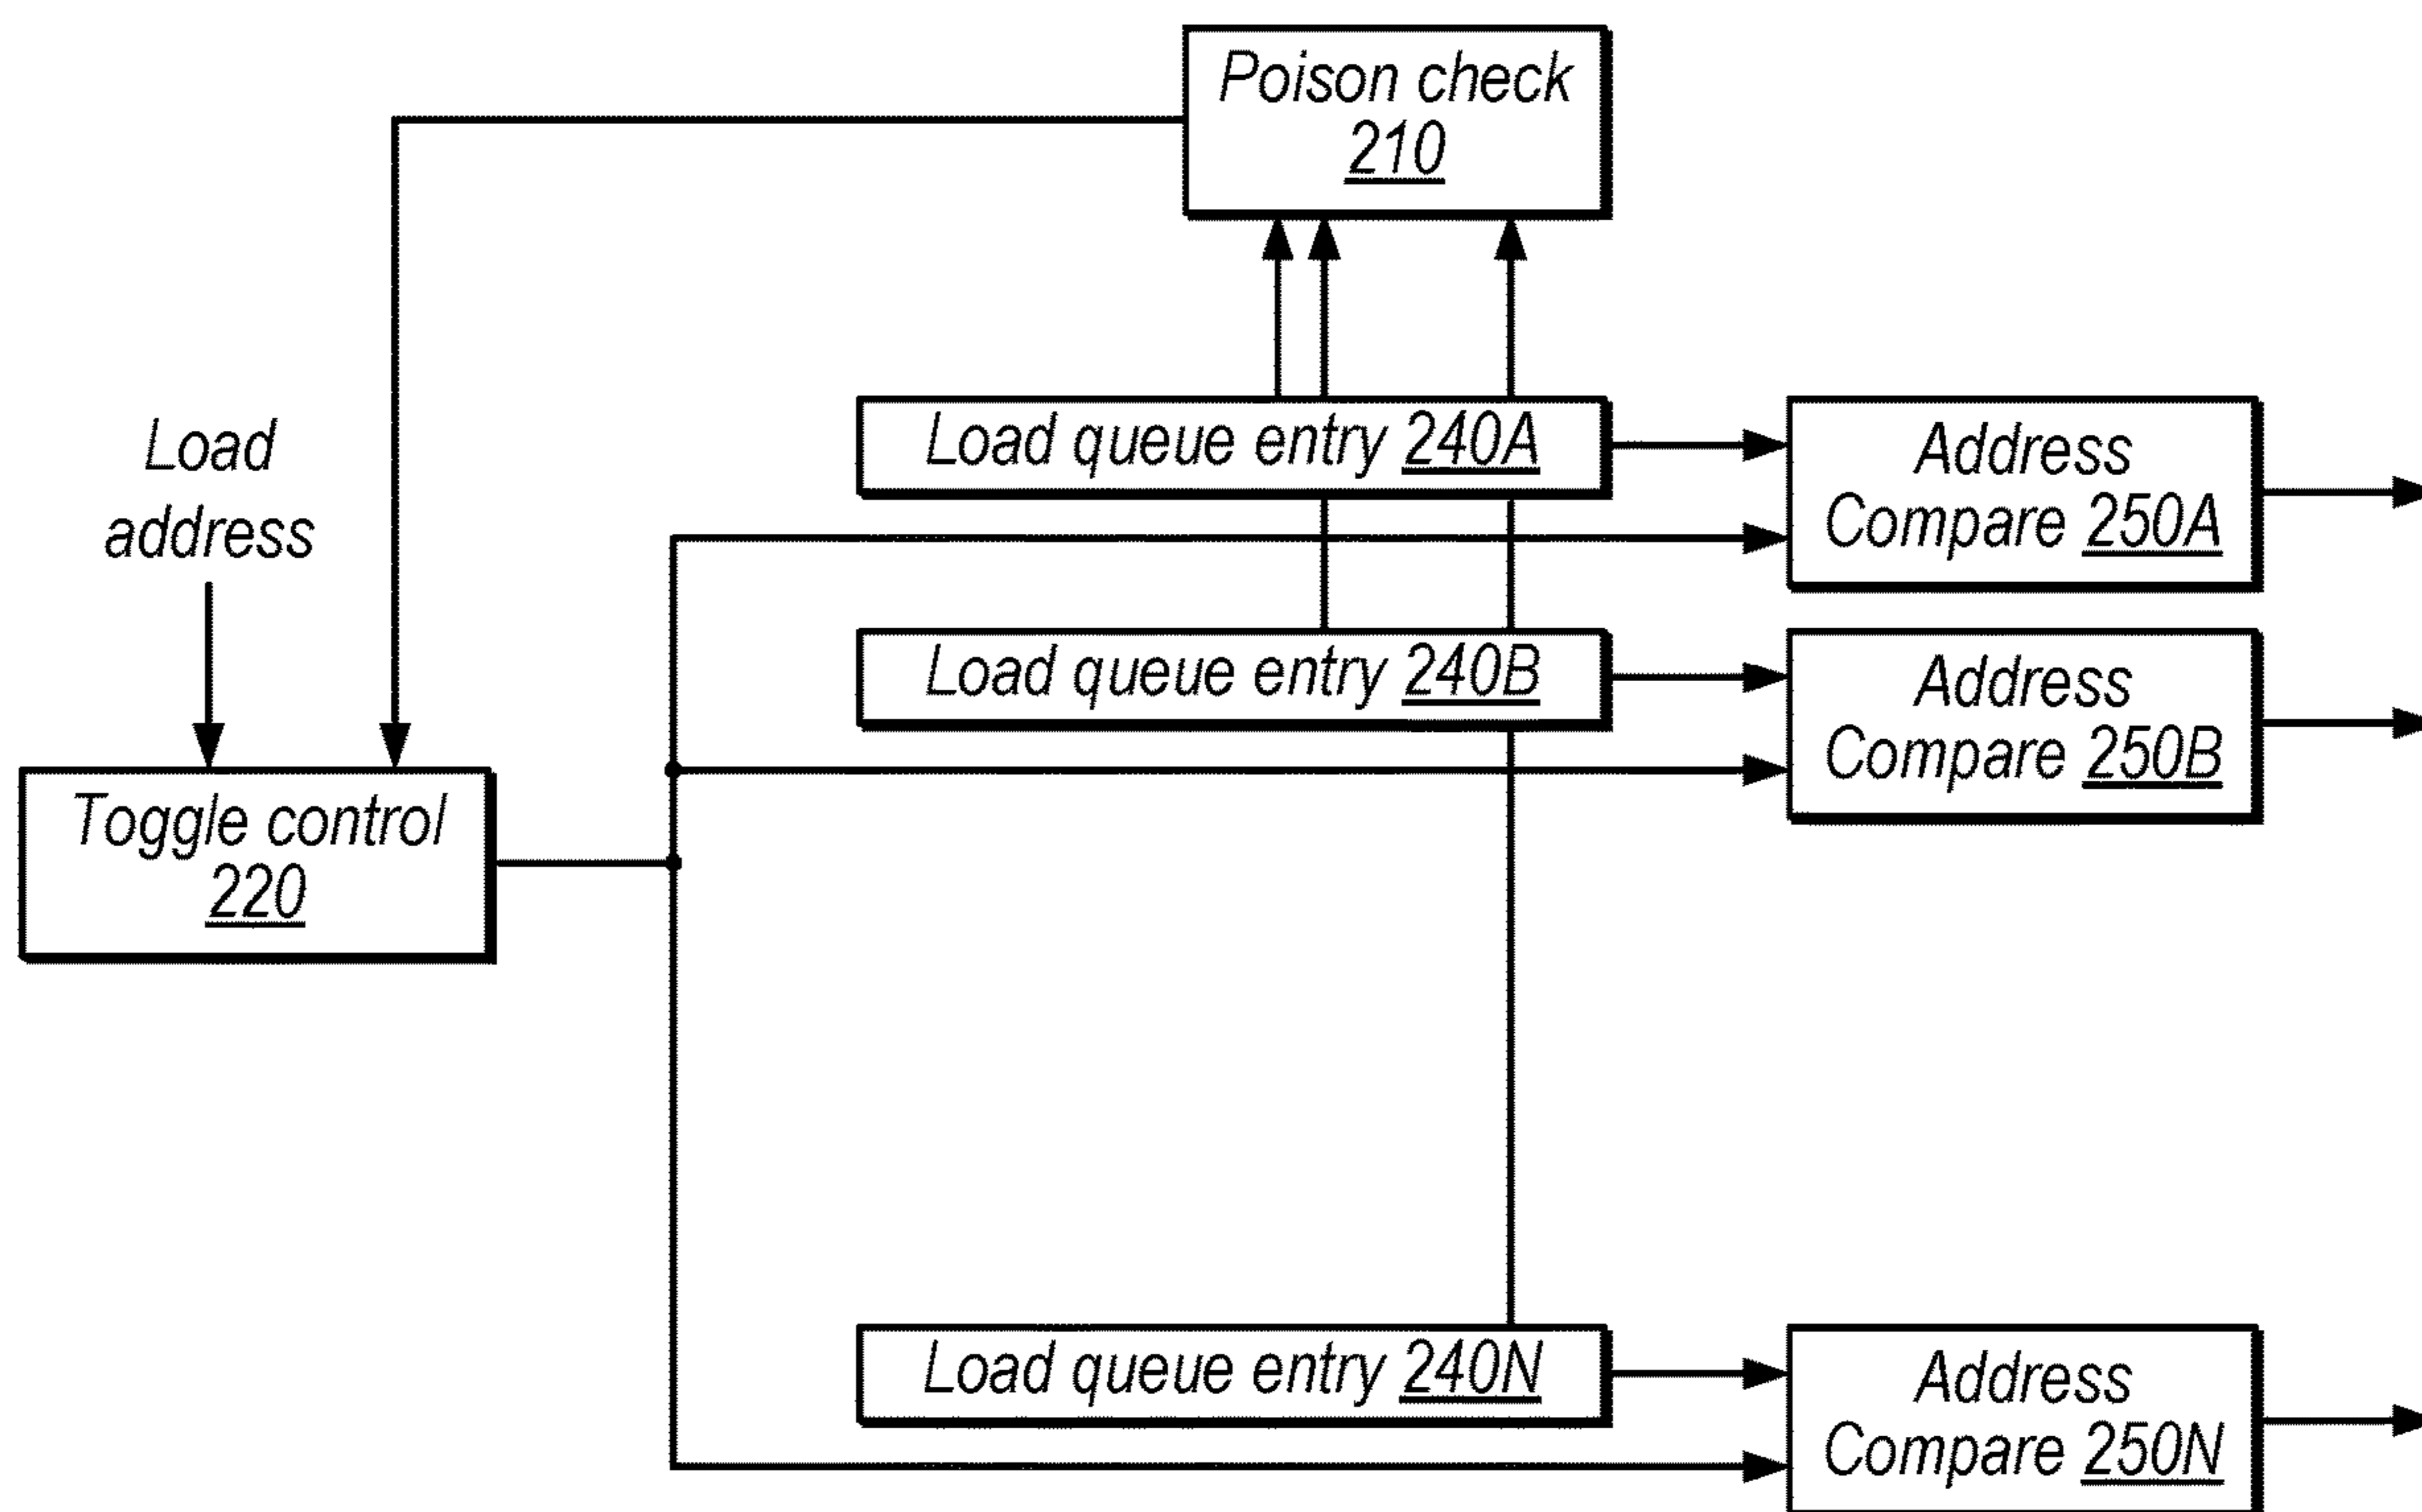 Poison check
210
Load
address
Load queue entry 240A
Address
Compare 250A
Load queue entry 240B
Address
Compare 250B
Toggle control
220
Load queue entry 240N
Address
Compare 250N